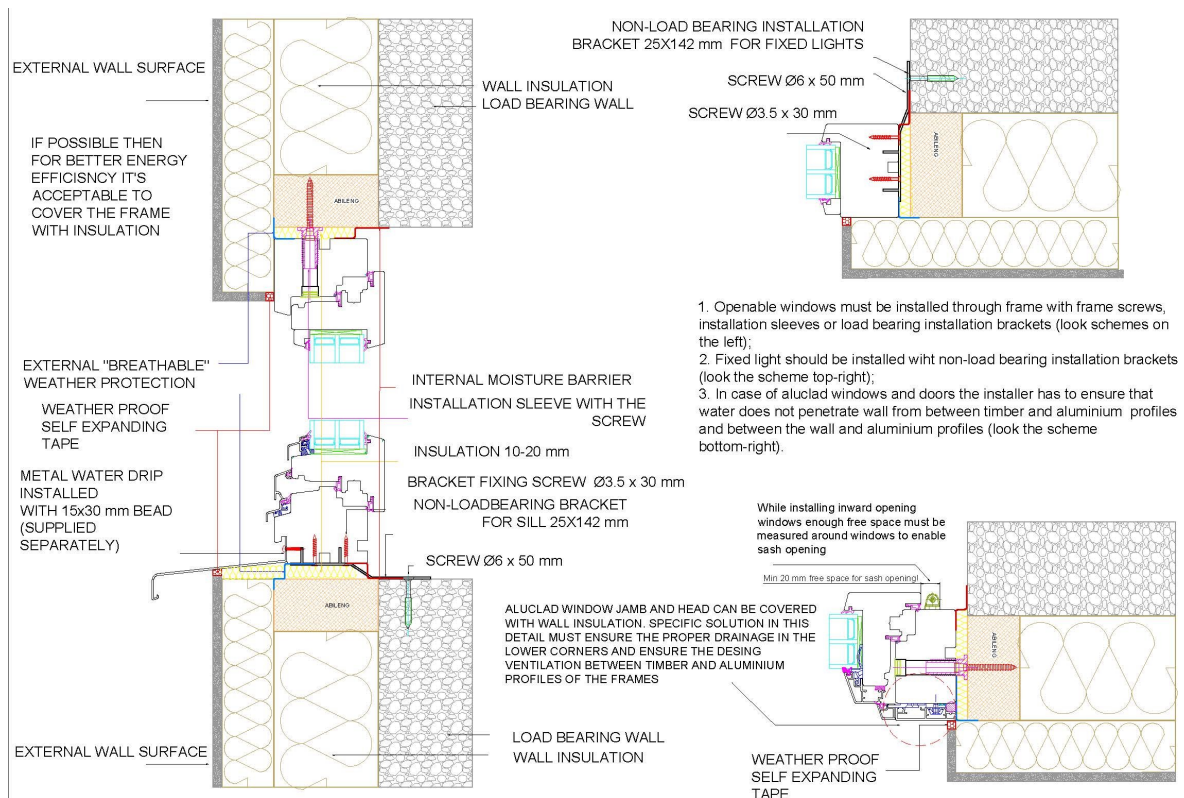 EXTERNAL WALL SURFACE
WALL INSULATION
LOAD BEARING WALL
IF POSSIBLE THEN
FOR BETTER ENERGY
EFFICISNCY IT'S
ACCEPTABLE TO
COVER THE FRAME
WITH INSULATION
ABILENG
EXTERNAL "BREATHABLE"
WEATHER PROTECTION
WEATHER PROOF
SELF EXPANDING
TAPE
METAL WATER DRIP
INSTALLED
WITH 15x30 mm BEAD
(SUPPLIED
SEPARATELY)
INTERNAL MOISTURE BARRIER
INSTALLATION SLEEVE WITH THE
SCREW
INSULATION 10-20 mm
BRACKET FIXING SCREW Ø3.5 x 30 mm
NON-LOADBEARING BRACKET
FOR SILL 25X142 mm
SCREW Ø6 x 50 mm
ABILENG
EXTERNAL WALL SURFACE
LOAD BEARING WALL
WALL INSULATION
NON-LOAD BEARING INSTALLATION
BRACKET 25X142 mm FOR FIXED LIGHTS
SCREW Ø6 x 50 mm
SCREW Ø3.5 x 30 mm
ABILENG
1. Openable windows must be installed through frame with frame screws,
installation sleeves or load bearing installation brackets (look schemes on
the left);
2. Fixed light should be installed wiht non-load bearing installation brackets
(look the scheme top-right);
3. In case of aluclad windows and doors the installer has to ensure that
water does not penetrate wall from between timber and aluminium profiles
and between the wall and aluminium profiles (look the scheme
bottom-right).
While installing inward opening
windows enough free space must be
measured around windows to enable
sash opening
Min 20 mm free space for sash opening!
ALUCLAD WINDOW JAMB AND HEAD CAN BE COVERED
WITH WALL INSULATION. SPECIFIC SOLUTION IN THIS
DETAIL MUST ENSURE THE PROPER DRAINAGE IN THE
LOWER CORNERS AND ENSURE THE DESING
VENTILATION BETWEEN TIMBER AND ALUMINIUM
PROFILES OF THE FRAMES
ABILENG
WEATHER PROOF
SELF EXPANDING
TAPE